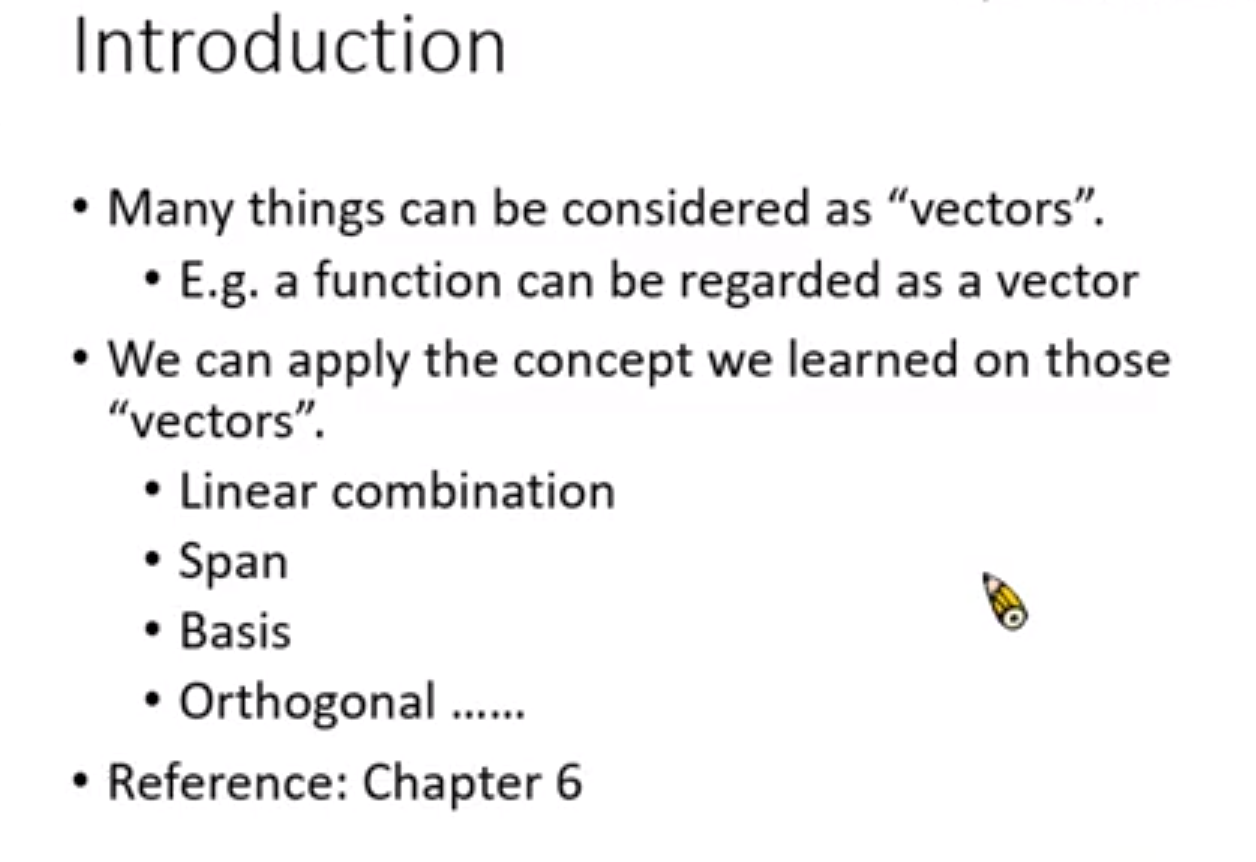 Introduction
• Many things can be considered as “vectors”.
• E.g. a function can be regarded as a vector
• We can apply the concept we learned on those
“vectors”.
• Linear combination
• Span
• Basis
• Orthogonal ……
• Reference: Chapter 6